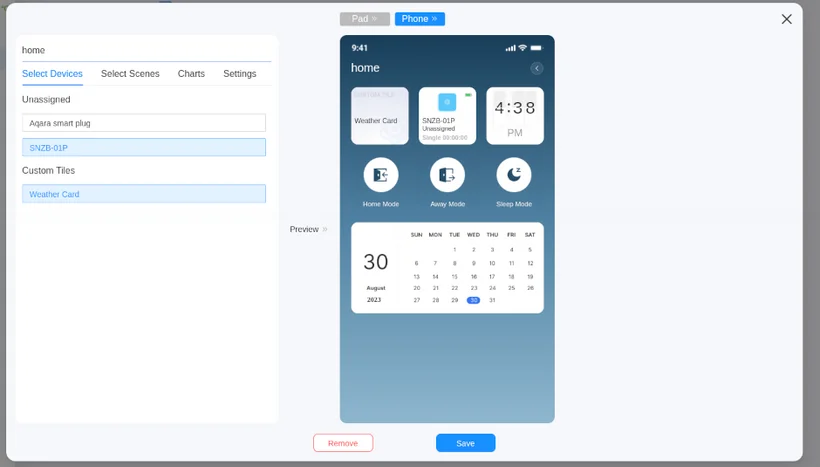 Pad »
Phone »
home
Select Devices
Select Scenes
Charts
Settings
Unassigned
Aqara smart plug
SNZB-01P
Custom Tiles
Weather Card
Preview »
9:41
home
Weather Card
SNZB-01P
Unassigned
Single 00:00:00
4:38
PM
Home Mode
Away Mode
Sleep Mode
30
August
2023
SUN MON TUE WED THU FRI SAT
1 2 3 4 5
6 7 8 9 10 11 12
13 14 15 16 17 18 19
20 21 22 23 24 25 26
27 28 29 30 31
Remove
Save